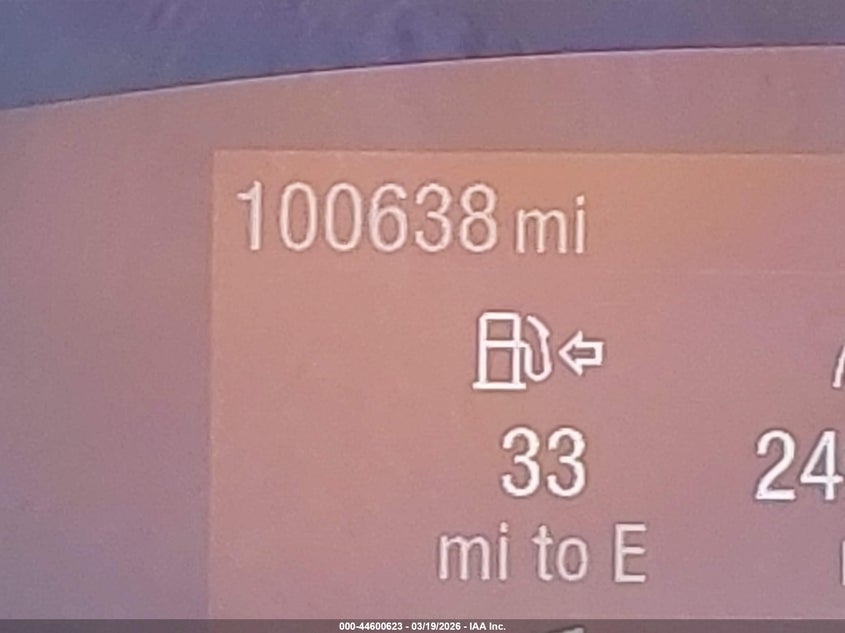 100638 mi
33
24
mi to E
000-44600623 - 03/19/2026 - IAA Inc.